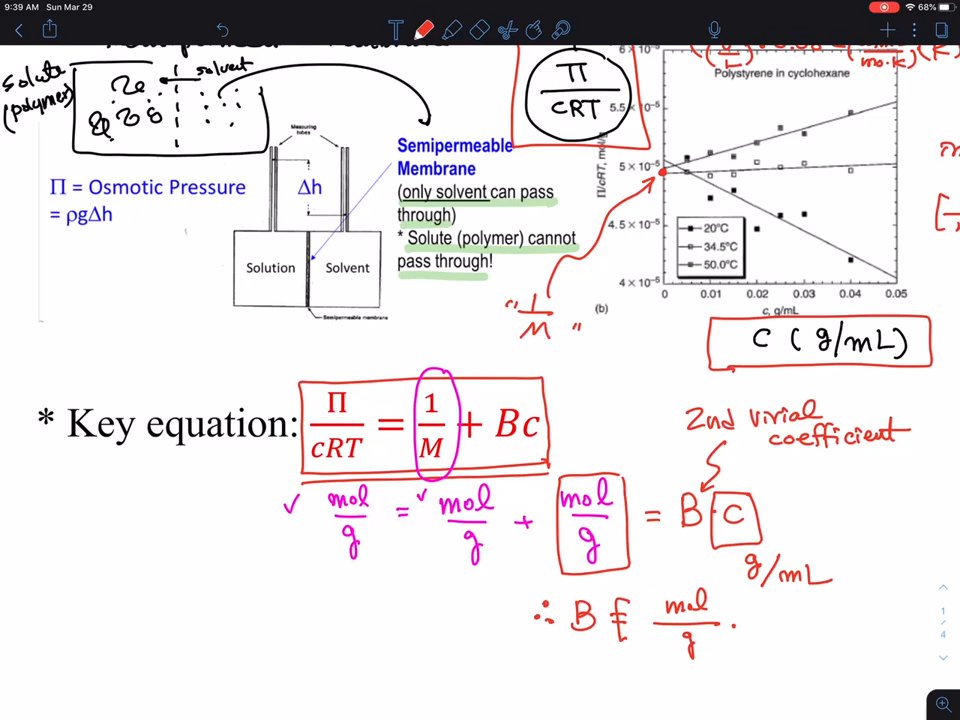 9:39 AM Sun Mar 29
68%
Solute
(polymer)
solvent
Measuring
tubes
Δh
Π = Osmotic Pressure
= ρgΔh
Solution
Solvent
Semipermeable membrane
Semipermeable
Membrane
(only solvent can pass
through)
* Solute (polymer) cannot
pass through!
Π
cRT
Polystyrene in cyclohexane
Π/cRT, mol/g
6 × 10⁻⁵
5.5 × 10⁻⁵
5 × 10⁻⁵
4.5 × 10⁻⁵
4 × 10⁻⁵
20°C
34.5°C
50.0°C
0 0.01 0.02 0.03 0.04 0.05
c, g/mL
(b)
" 1/M "
C (g/mL)
* Key equation: Π/cRT = 1/M + Bc
2nd virial
coefficient
✓ mol/g = ✓ mol/g + mol/g = B · C
g/mL
∴ B [ mol/g ·
1
/
4